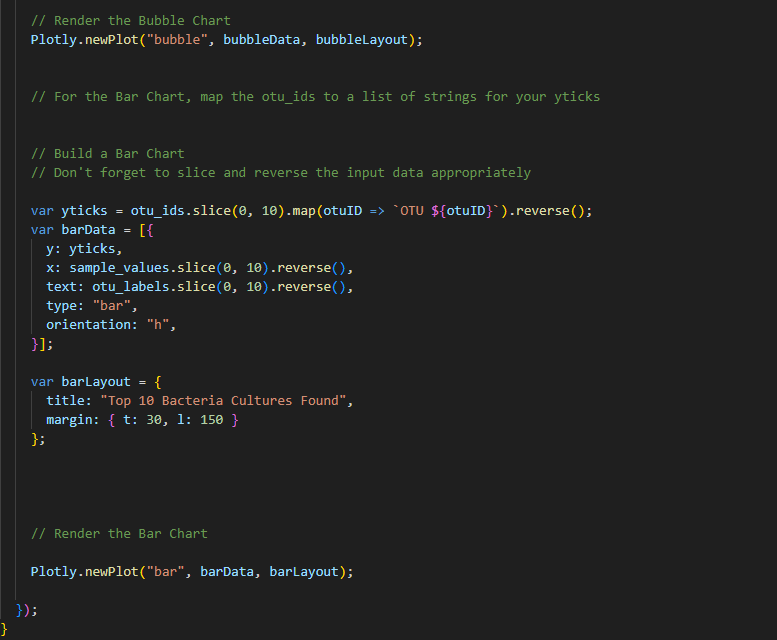 // Render the Bubble Chart
Plotly.newPlot("bubble", bubbleData, bubbleLayout);
// For the Bar Chart, map the otu_ids to a list of strings for your yticks
// Build a Bar Chart
// Don't forget to slice and reverse the input data appropriately
var yticks = otu_ids.slice(0, 10).map(otuID => `OTU ${otuID}`).reverse();
var barData = [{
y: yticks,
x: sample_values.slice(0, 10).reverse(),
text: otu_labels.slice(0, 10).reverse(),
type: "bar",
orientation: "h",
}];
var barLayout = {
title: "Top 10 Bacteria Cultures Found",
margin: { t: 30, l: 150 }
};
// Render the Bar Chart
Plotly.newPlot("bar", barData, barLayout);
});
}